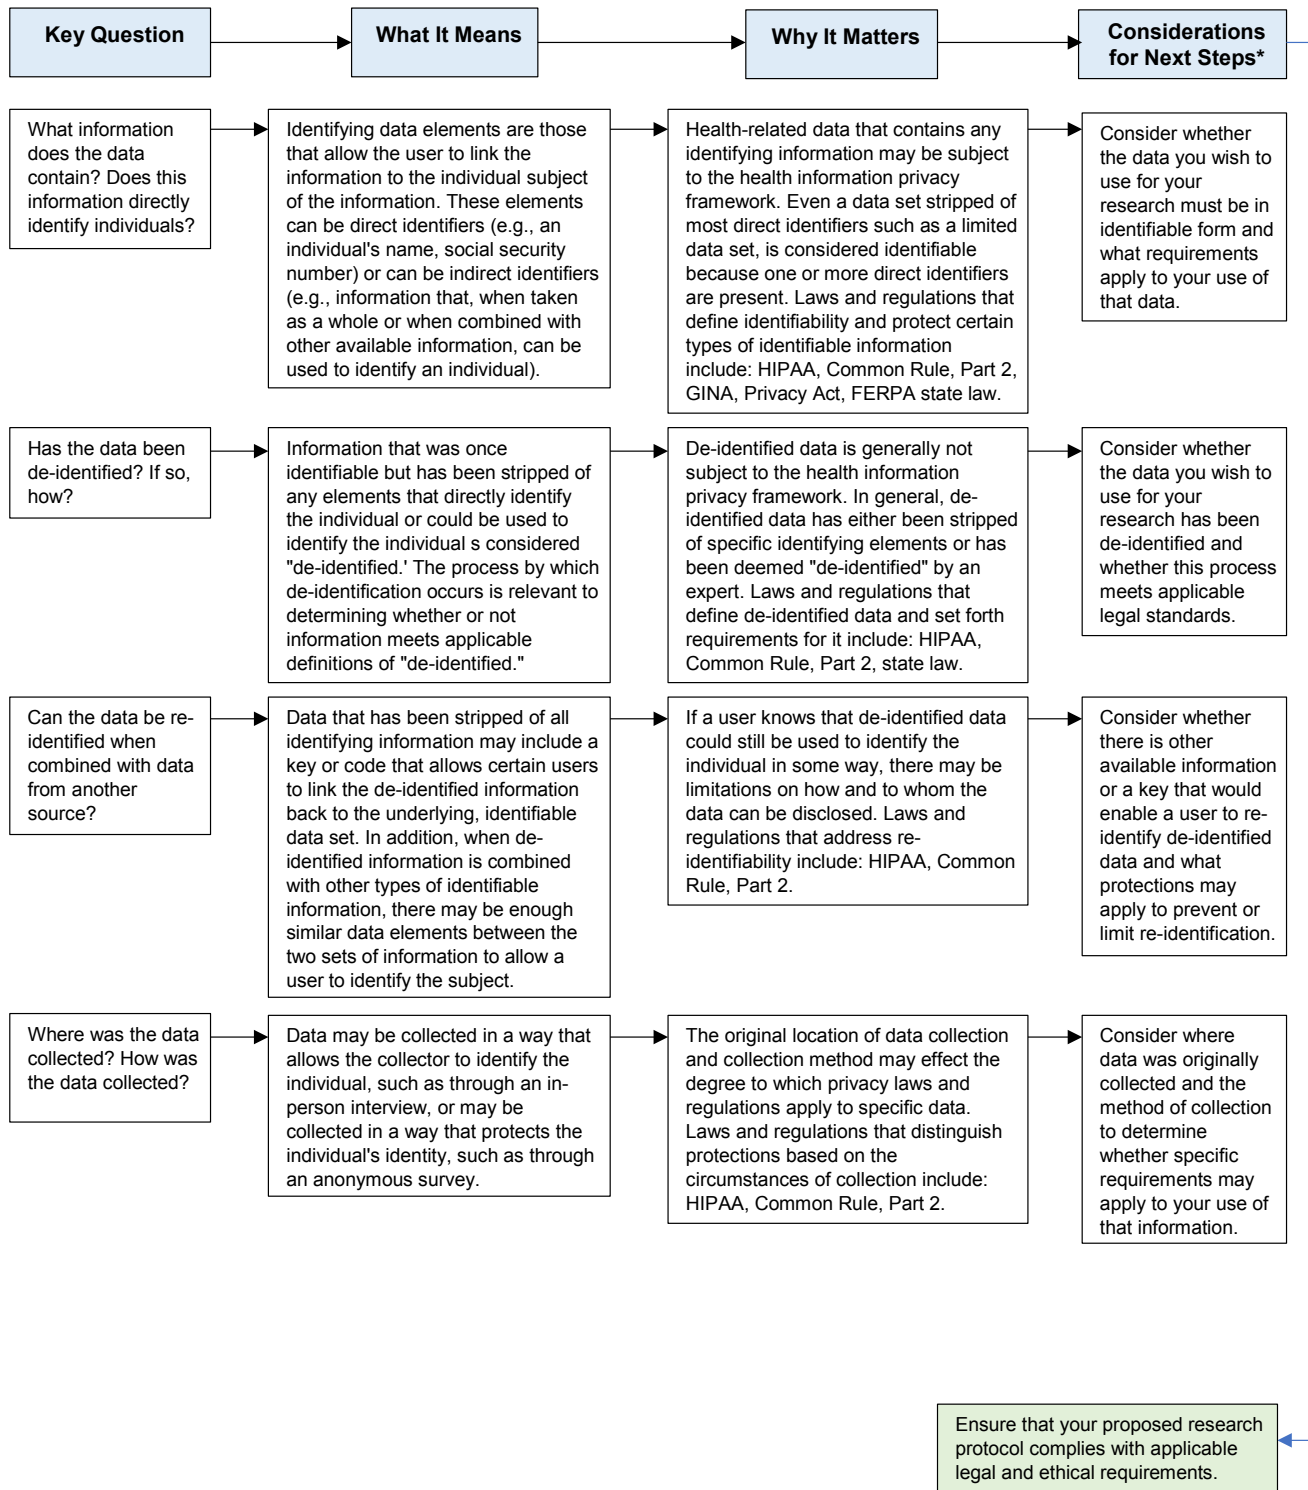 Key Question
What It Means
Why It Matters
Considerations
for Next Steps*
What information
does the data
contain? Does this
information directly
identify individuals?
Identifying data elements are those
that allow the user to link the
information to the individual subject
of the information. These elements
can be direct identifiers (e.g., an
individual's name, social security
number) or can be indirect identifiers
(e.g., information that, when taken
as a whole or when combined with
other available information, can be
used to identify an individual).
Health-related data that contains any
identifying information may be subject
to the health information privacy
framework. Even a data set stripped of
most direct identifiers such as a limited
data set, is considered identifiable
because one or more direct identifiers
are present. Laws and regulations that
define identifiability and protect certain
types of identifiable information
include: HIPAA, Common Rule, Part 2,
GINA, Privacy Act, FERPA state law.
Consider whether
the data you wish to
use for your
research must be in
identifiable form and
what requirements
apply to your use of
that data.
Has the data been
de-identified? If so,
how?
Information that was once
identifiable but has been stripped of
any elements that directly identify
the individual or could be used to
identify the individual s considered
"de-identified.' The process by which
de-identification occurs is relevant to
determining whether or not
information meets applicable
definitions of "de-identified."
De-identified data is generally not
subject to the health information
privacy framework. In general, de-
identified data has either been stripped
of specific identifying elements or has
been deemed "de-identified" by an
expert. Laws and regulations that
define de-identified data and set forth
requirements for it include: HIPAA,
Common Rule, Part 2, state law.
Consider whether
the data you wish to
use for your
research has been
de-identified and
whether this process
meets applicable
legal standards.
Can the data be re-
identified when
combined with data
from another
source?
Data that has been stripped of all
identifying information may include a
key or code that allows certain users
to link the de-identified information
back to the underlying, identifiable
data set. In addition, when de-
identified information is combined
with other types of identifiable
information, there may be enough
similar data elements between the
two sets of information to allow a
user to identify the subject.
If a user knows that de-identified data
could still be used to identify the
individual in some way, there may be
limitations on how and to whom the
data can be disclosed. Laws and
regulations that address re-
identifiability include: HIPAA, Common
Rule, Part 2.
Consider whether
there is other
available information
or a key that would
enable a user to re-
identify de-identified
data and what
protections may
apply to prevent or
limit re-identification.
Where was the data
collected? How was
the data collected?
Data may be collected in a way that
allows the collector to identify the
individual, such as through an in-
person interview, or may be
collected in a way that protects the
individual's identity, such as through
an anonymous survey.
The original location of data collection
and collection method may effect the
degree to which privacy laws and
regulations apply to specific data.
Laws and regulations that distinguish
protections based on the
circumstances of collection include:
HIPAA, Common Rule, Part 2.
Consider where
data was originally
collected and the
method of collection
to determine
whether specific
requirements may
apply to your use of
that information.
Ensure that your proposed research
protocol complies with applicable
legal and ethical requirements.